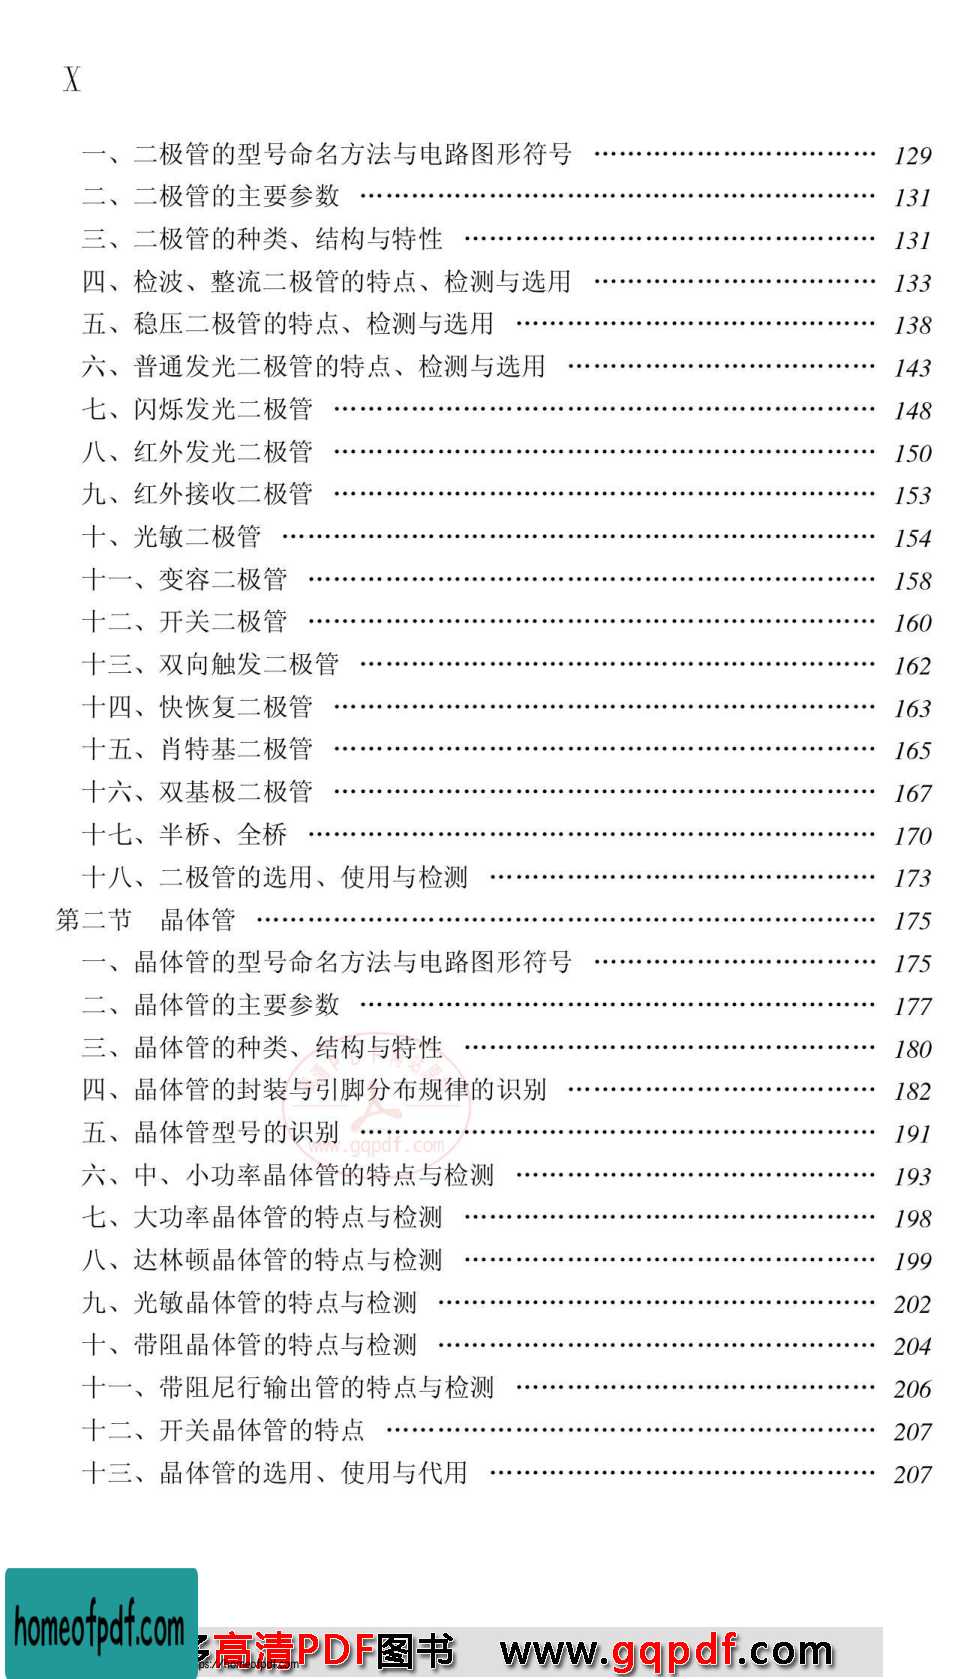 X
一、二极管的型号命名方法与电路图形符号 …………………………… 129
二、二极管的主要参数 …………………………………………………… 131
三、二极管的种类、结构与特性 ………………………………………… 131
四、检波、整流二极管的特点、检测与选用 …………………………… 133
五、稳压二极管的特点、检测与选用 …………………………………… 138
六、普通发光二极管的特点、检测与选用 ……………………………… 143
七、闪烁发光二极管 ……………………………………………………… 148
八、红外发光二极管 ……………………………………………………… 150
九、红外接收二极管 ……………………………………………………… 153
十、光敏二极管 …………………………………………………………… 154
十一、变容二极管 ………………………………………………………… 158
十二、开关二极管 ………………………………………………………… 160
十三、双向触发二极管 …………………………………………………… 162
十四、快恢复二极管 ……………………………………………………… 163
十五、肖特基二极管 ……………………………………………………… 165
十六、双基极二极管 ……………………………………………………… 167
十七、半桥、全桥 ………………………………………………………… 170
十八、二极管的选用、使用与检测 ……………………………………… 173
第二节 晶体管 …………………………………………………………… 175
一、晶体管的型号命名方法与电路图形符号 …………………………… 175
二、晶体管的主要参数 …………………………………………………… 177
三、晶体管的种类、结构与特性 ………………………………………… 180
四、晶体管的封装与引脚分布规律的识别 ……………………………… 182
五、晶体管型号的识别 …………………………………………………… 191
www.gqpdf.com
六、中、小功率晶体管的特点与检测 …………………………………… 193
七、大功率晶体管的特点与检测 ………………………………………… 198
八、达林顿晶体管的特点与检测 ………………………………………… 199
九、光敏晶体管的特点与检测 …………………………………………… 202
十、带阻晶体管的特点与检测 …………………………………………… 204
十一、带阻尼行输出管的特点与检测 …………………………………… 206
十二、开关晶体管的特点 ………………………………………………… 207
十三、晶体管的选用、使用与代用 ……………………………………… 207
homeofpdf.com
多高清PDF图书 www.gqpdf.com
https://homeofpdf.com